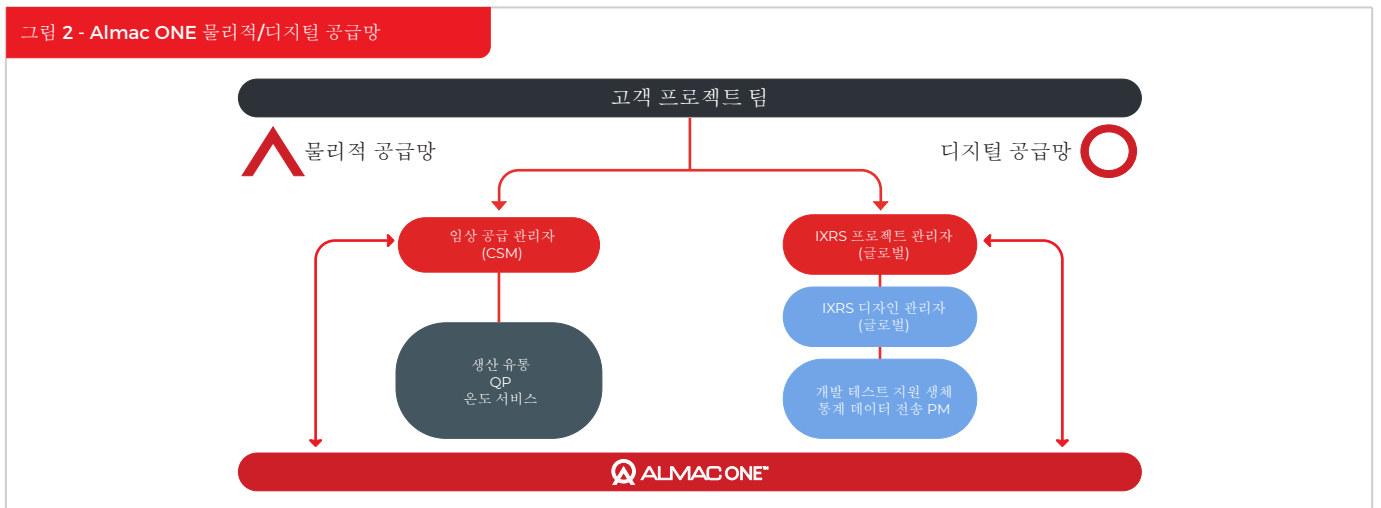 그림 2 - Almac ONE 물리적/디지털 공급망
고객 프로젝트 팀
물리적 공급망
디지털 공급망
임상 공급 관리자
(CSM)
IXRS 프로젝트 관리자
(글로벌)
IXRS 디자인 관리자
(글로벌)
생산 유통
QP
온도 서비스
개발 테스트 지원 생체
통계 데이터 전송 PM
ALMAC ONE™